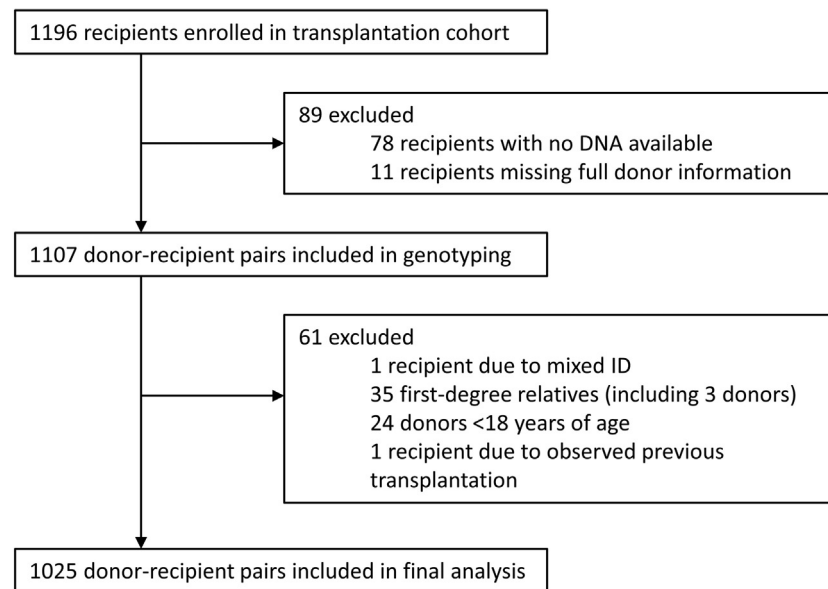 1196 recipients enrolled in transplantation cohort
89 excluded
78 recipients with no DNA available
11 recipients missing full donor information
1107 donor-recipient pairs included in genotyping
61 excluded
1 recipient due to mixed ID
35 first-degree relatives (including 3 donors)
24 donors <18 years of age
1 recipient due to observed previous
transplantation
1025 donor-recipient pairs included in final analysis